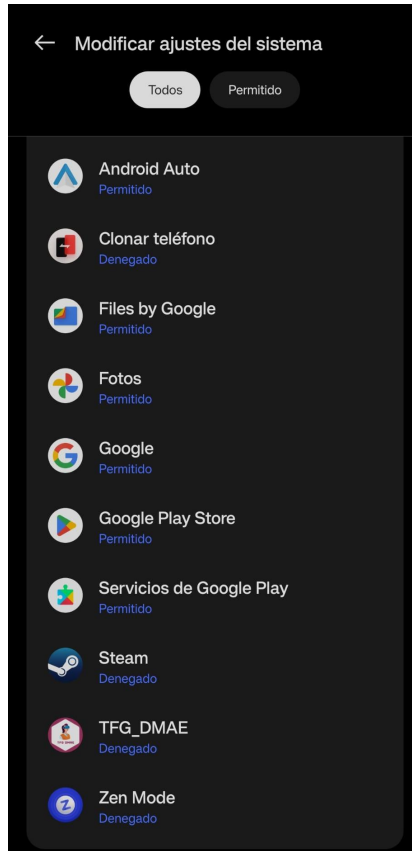 Modificar ajustes del sistema
Todos
Permitido
Android Auto
Permitido
Clonar teléfono
Denegado
Files by Google
Permitido
Fotos
Permitido
Google
Permitido
Google Play Store
Permitido
Servicios de Google Play
Permitido
Steam
Denegado
TFG_DMAE
Denegado
Zen Mode
Denegado